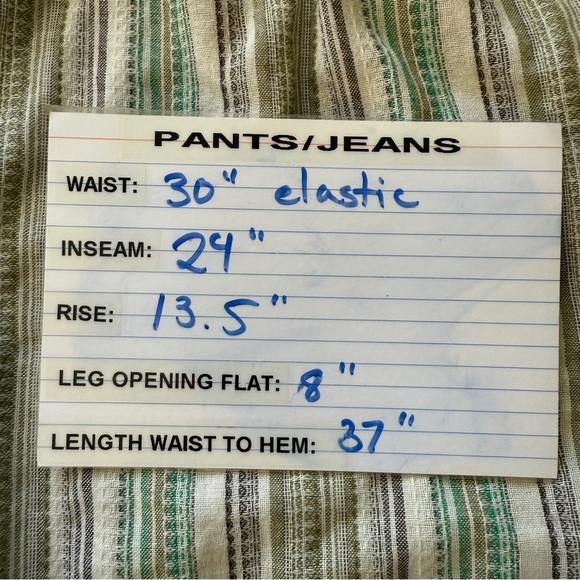 PANTS/JEANS
WAIST: 30" elastic
INSEAM: 24"
RISE: 13.5"
LEG OPENING FLAT: 8"
LENGTH WAIST TO HEM: 37"